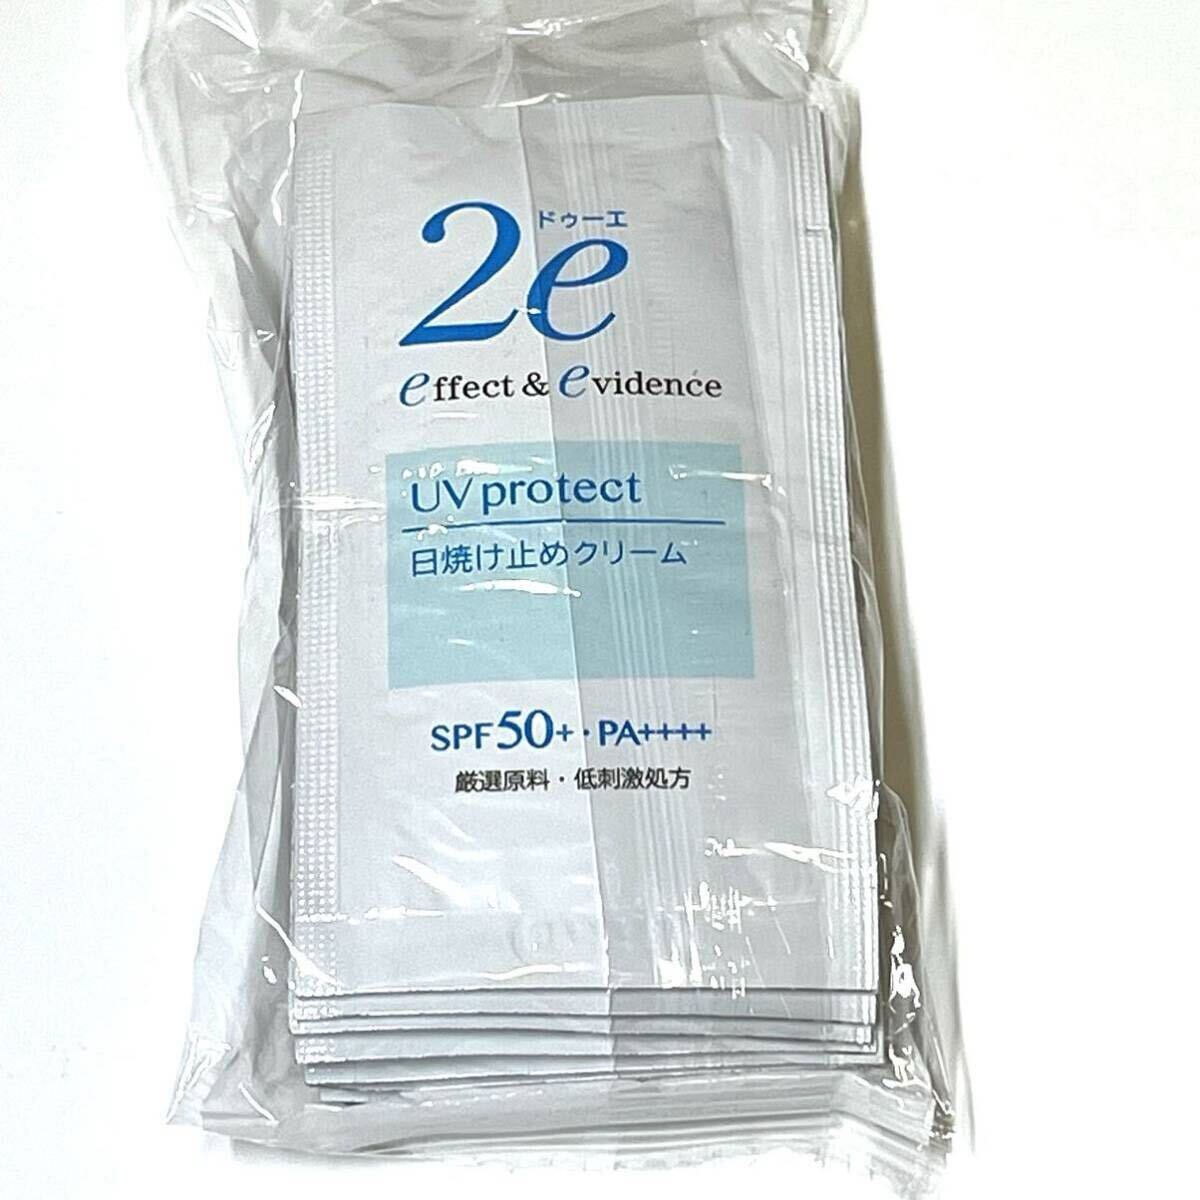 ドゥーエ
2e
effect & evidence
UV protect
日焼け止めクリーム
SPF50+・PA++++
厳選原料・低刺激処方